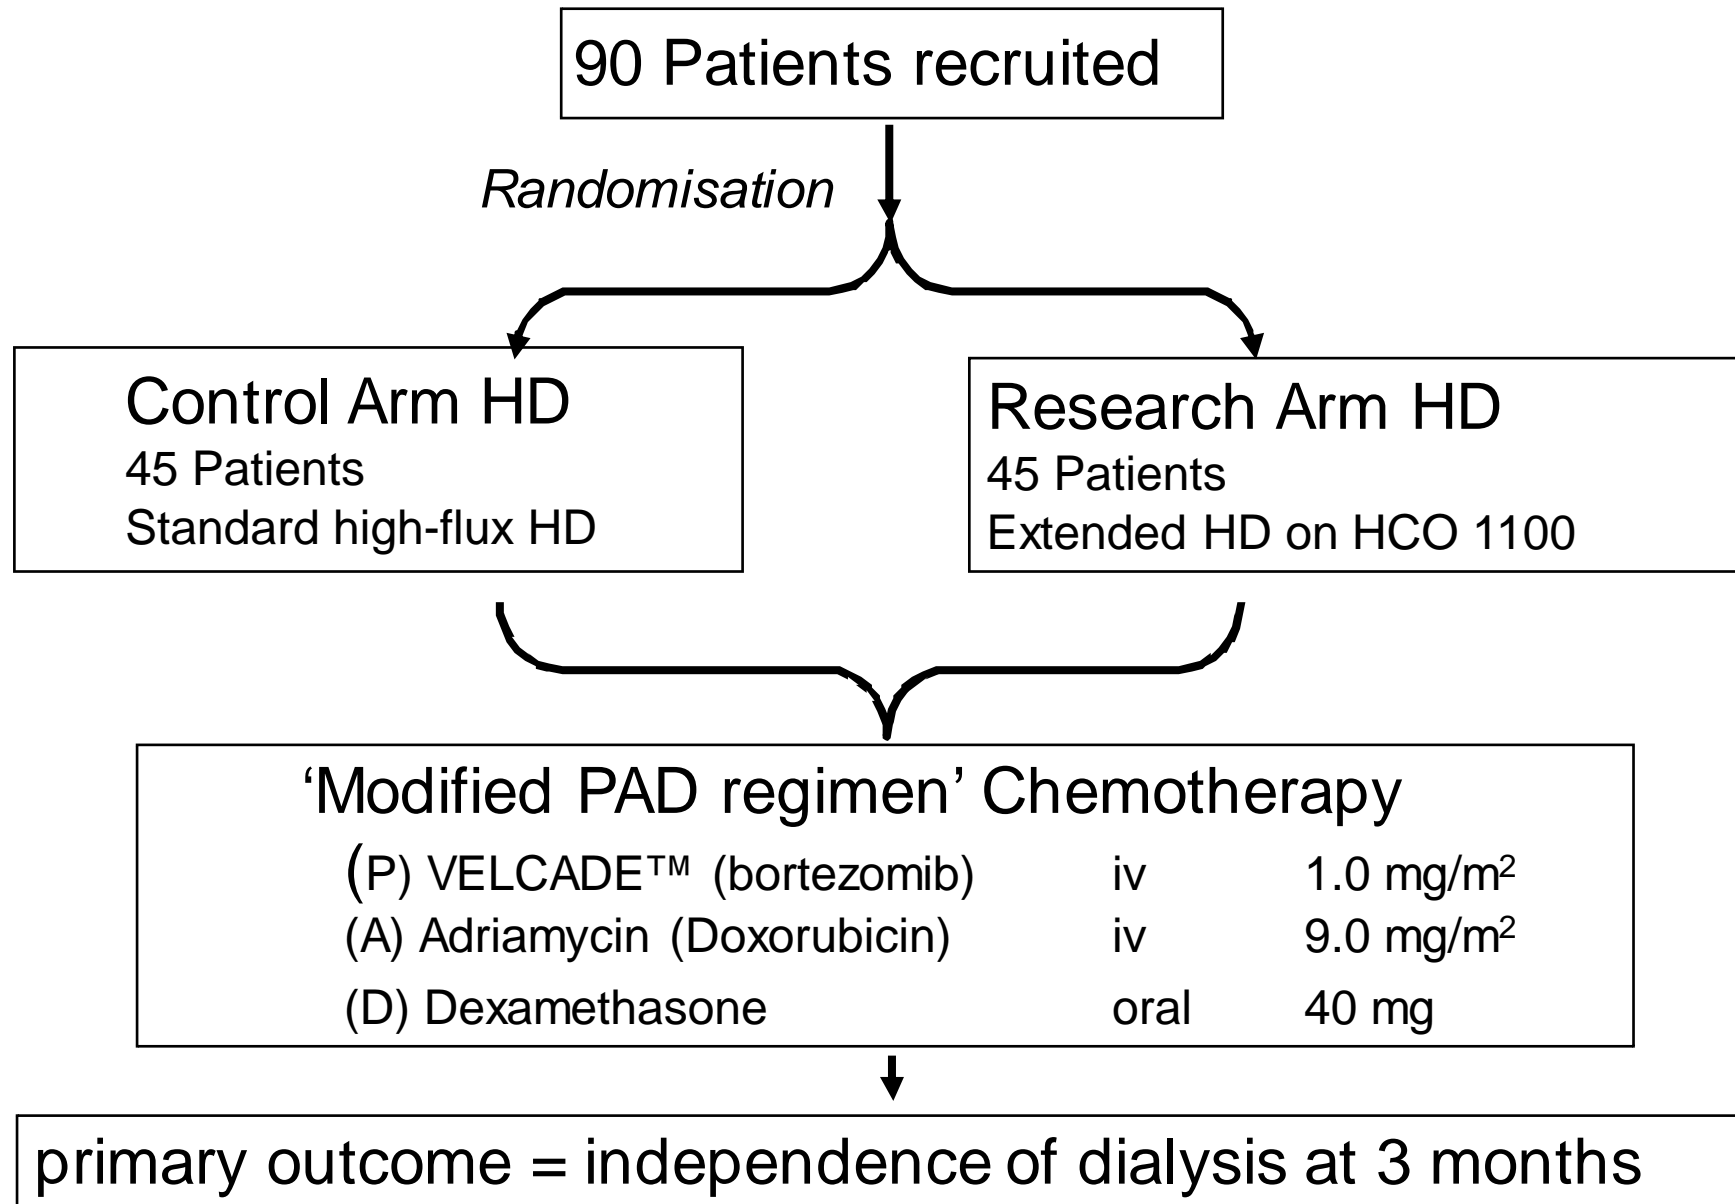 90 Patients recruited
Randomisation
Control Arm HD
45 Patients
Standard high-flux HD
Research Arm HD
45 Patients
Extended HD on HCO 1100
‘Modified PAD regimen’ Chemotherapy
(P) VELCADE™ (bortezomib) iv 1.0 mg/m²
(A) Adriamycin (Doxorubicin) iv 9.0 mg/m²
(D) Dexamethasone oral 40 mg
primary outcome = independence of dialysis at 3 months